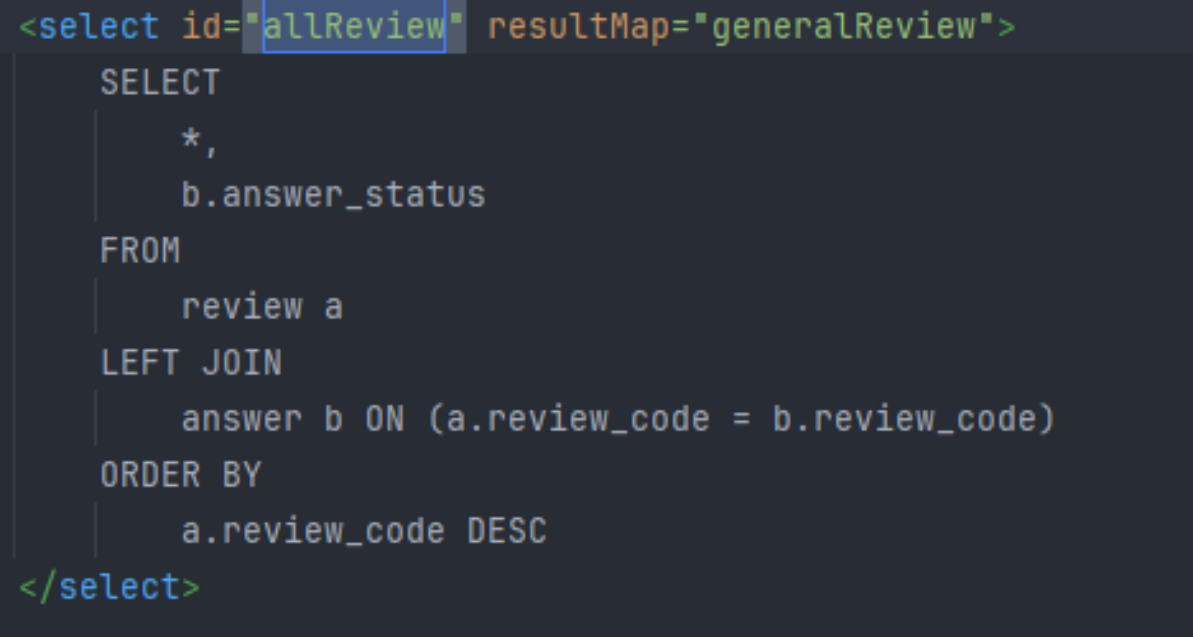 <select id="allReview" resultMap="generalReview">
    SELECT
        *,
        b.answer_status
    FROM
        review a
    LEFT JOIN
        answer b ON (a.review_code = b.review_code)
    ORDER BY
        a.review_code DESC
</select>